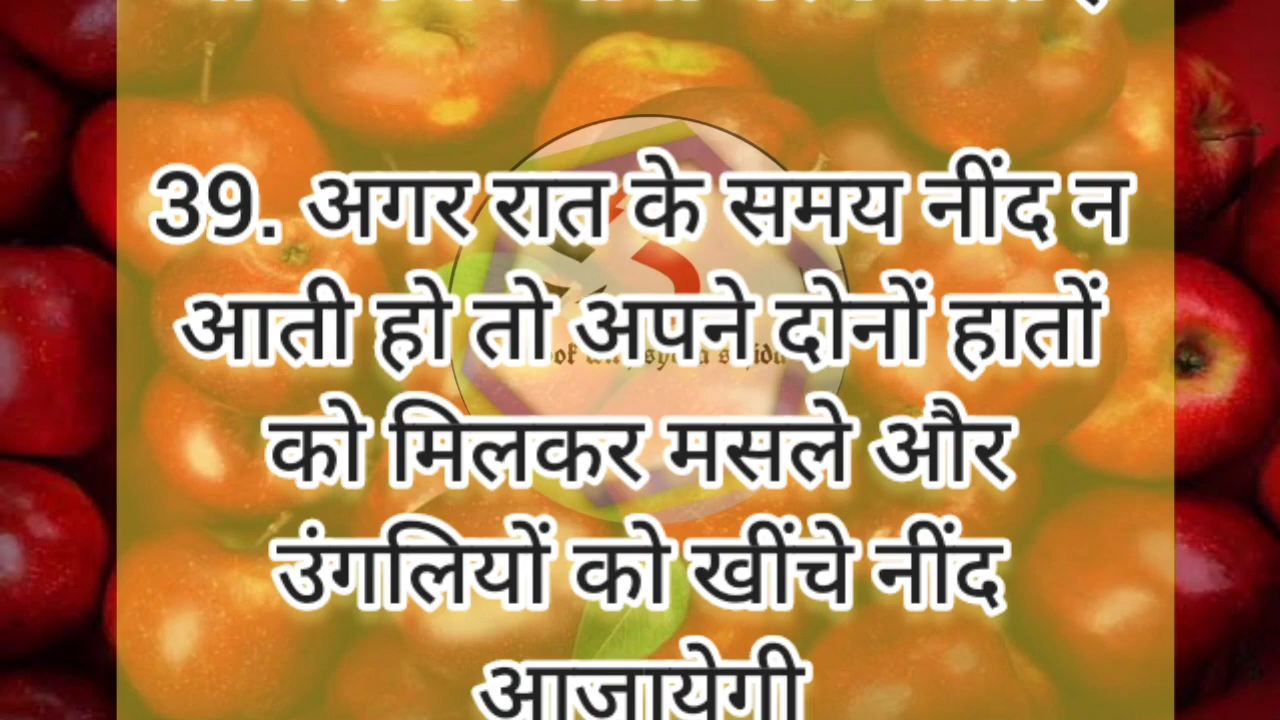 39. अगर रात के समय नींद न
आती हो तो अपने दोनों हातों
को मिलकर मसले और
उंगलियों को खींचे नींद
आजायेगी